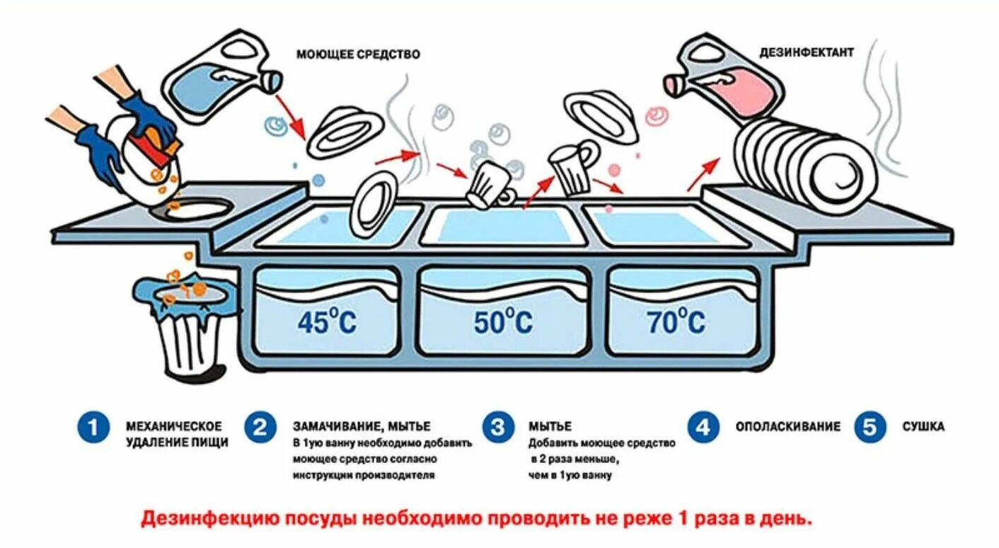 МОЮЩЕЕ СРЕДСТВО
ДЕЗИНФЕКТАНТ
45°C
50°C
70°C
1
МЕХАНИЧЕСКОЕ
УДАЛЕНИЕ ПИЩИ
2
ЗАМАЧИВАНИЕ, МЫТЬЕ
В 1ую ванну необходимо добавить
моющее средство согласно
инструкции производителя
3
МЫТЬЕ
Добавить моющее средство
в 2 раза меньше,
чем в 1ую ванну
4
ОПОЛАСКИВАНИЕ
5
СУШКА
Дезинфекцию посуды необходимо проводить не реже 1 раза в день.